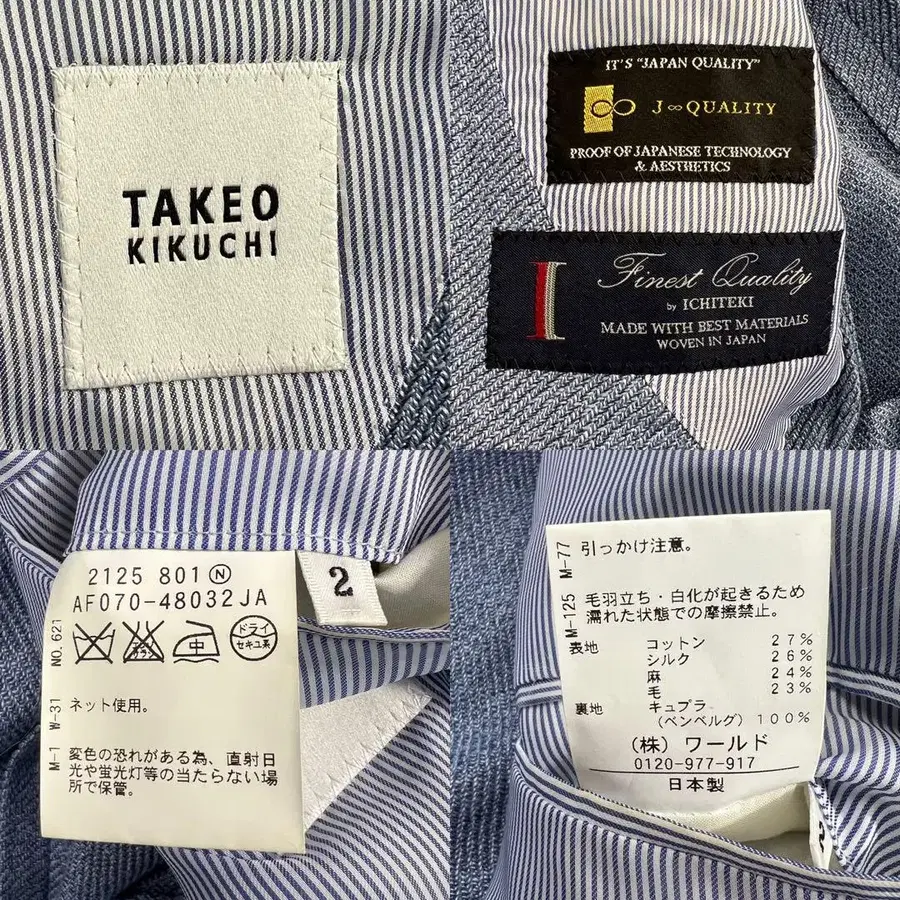 TAKEO
KIKUCHI
IT'S "JAPAN QUALITY"
J∞QUALITY
PROOF OF JAPANESE TECHNOLOGY
& AESTHETICS
Finest Quality
by ICHITEKI
MADE WITH BEST MATERIALS
WOVEN IN JAPAN
2125 801 Ⓝ
AF070-48032JA
2
NO.621
ドライ
セキユ系
M-1 W-31
ネット使用。
変色の恐れがある為、直射日
光や蛍光灯等の当たらない場
所で保管。
M-77
引っかけ注意。
M-125
毛羽立ち・白化が起きるため
濡れた状態での摩擦禁止。
表地 コットン 27%
シルク 26%
麻 24%
毛 23%
裏地 キュプラ
(ベンベルグ) 100%
(株)ワールド
0120-977-917
日本製
2